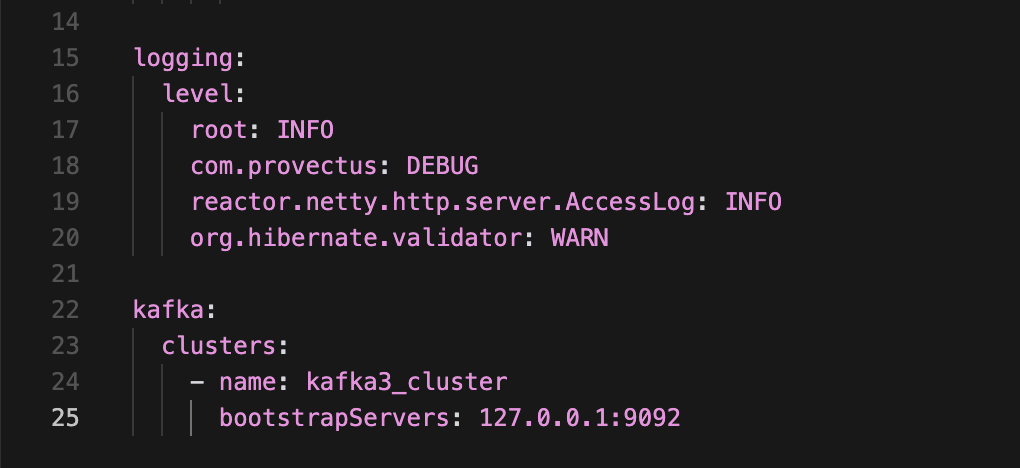 14
15 logging:
16 level:
17 root: INFO
18 com.provectus: DEBUG
19 reactor.netty.http.server.AccessLog: INFO
20 org.hibernate.validator: WARN
21
22 kafka:
23 clusters:
24 - name: kafka3_cluster
25 bootstrapServers: 127.0.0.1:9092